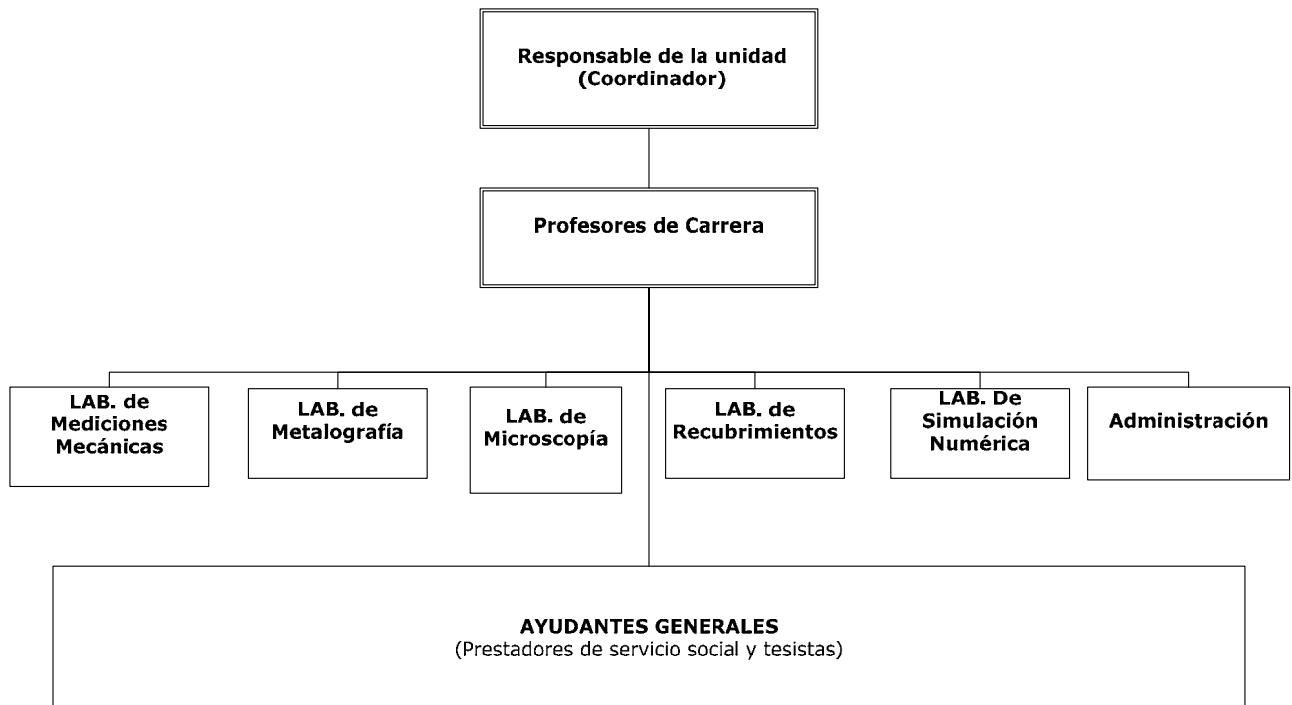 Responsable de la unidad
(Coordinador)
Profesores de Carrera
LAB. de
Mediciones
Mecánicas
LAB. de
Metalografía
LAB. de
Microscopía
LAB. de
Recubrimientos
LAB. De
Simulación
Numérica
Administración
AYUDANTES GENERALES
(Prestadores de servicio social y tesistas)